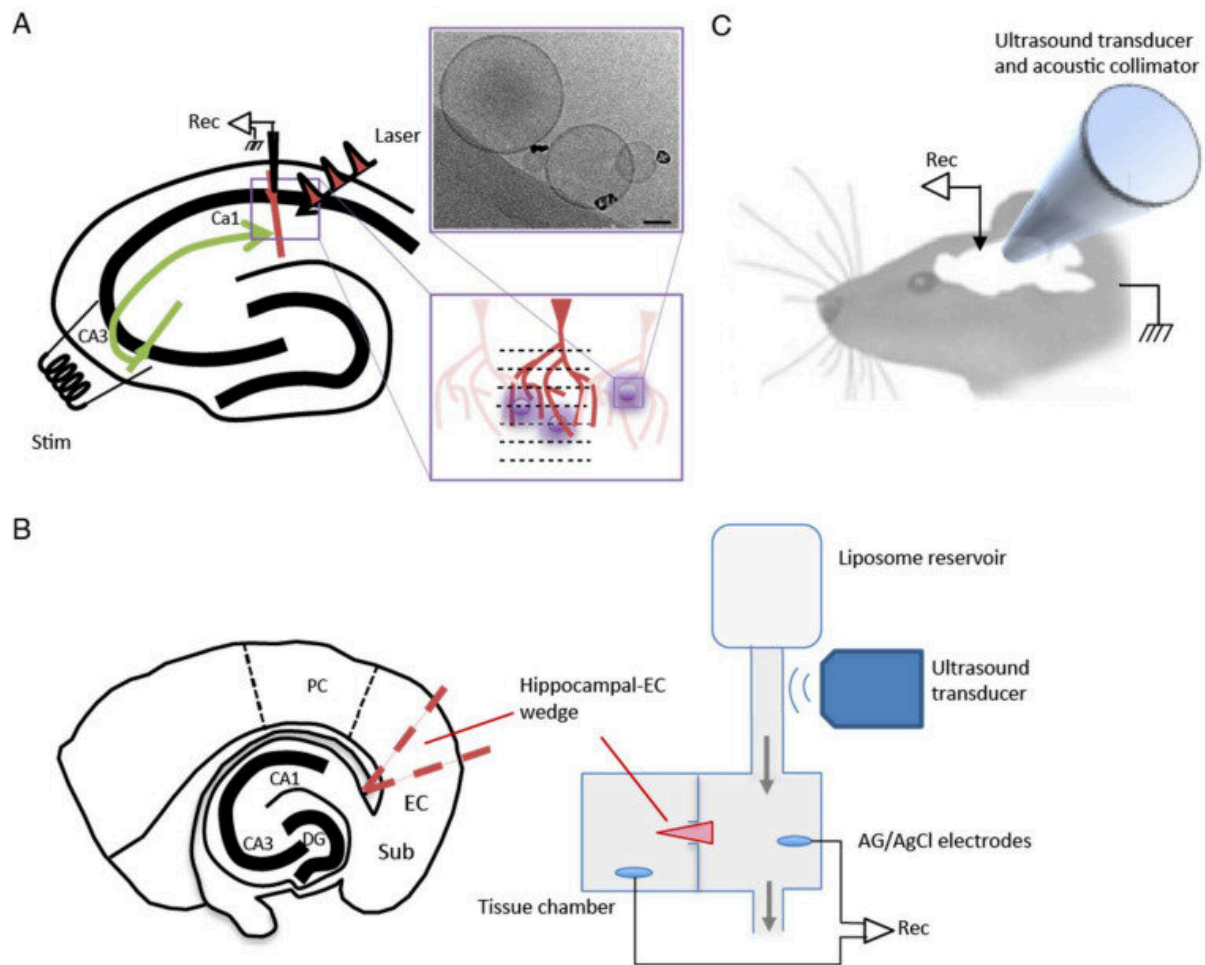 A
Rec
Laser
Ca1
CA3
Stim
C
Ultrasound transducer
and acoustic collimator
Rec
B
PC
Hippocampal-EC
wedge
CA1
EC
CA3
DG
Sub
Liposome reservoir
Ultrasound
transducer
AG/AgCl electrodes
Tissue chamber
Rec